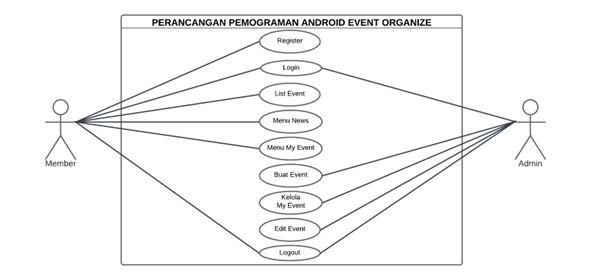 PERANCANGAN PEMOGRAMAN ANDROID EVENT ORGANIZE
Register
Login
List Event
Menu News
Menu My Event
Buat Event
Kelola
My Event
Edit Event
Logout
Member
Admin